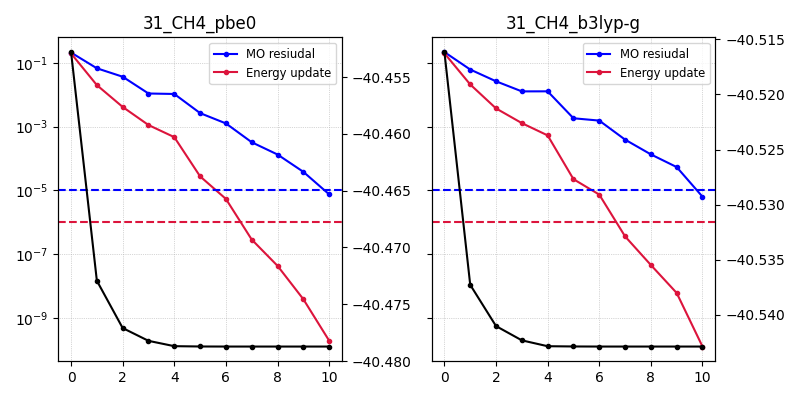 31_CH4_pbe0
MO resiudal
Energy update
10⁻¹
10⁻³
10⁻⁵
10⁻⁷
10⁻⁹
−40.455
−40.460
−40.465
−40.470
−40.475
−40.480
0 2 4 6 8 10
31_CH4_b3lyp-g
MO resiudal
Energy update
−40.515
−40.520
−40.525
−40.530
−40.535
−40.540
0 2 4 6 8 10